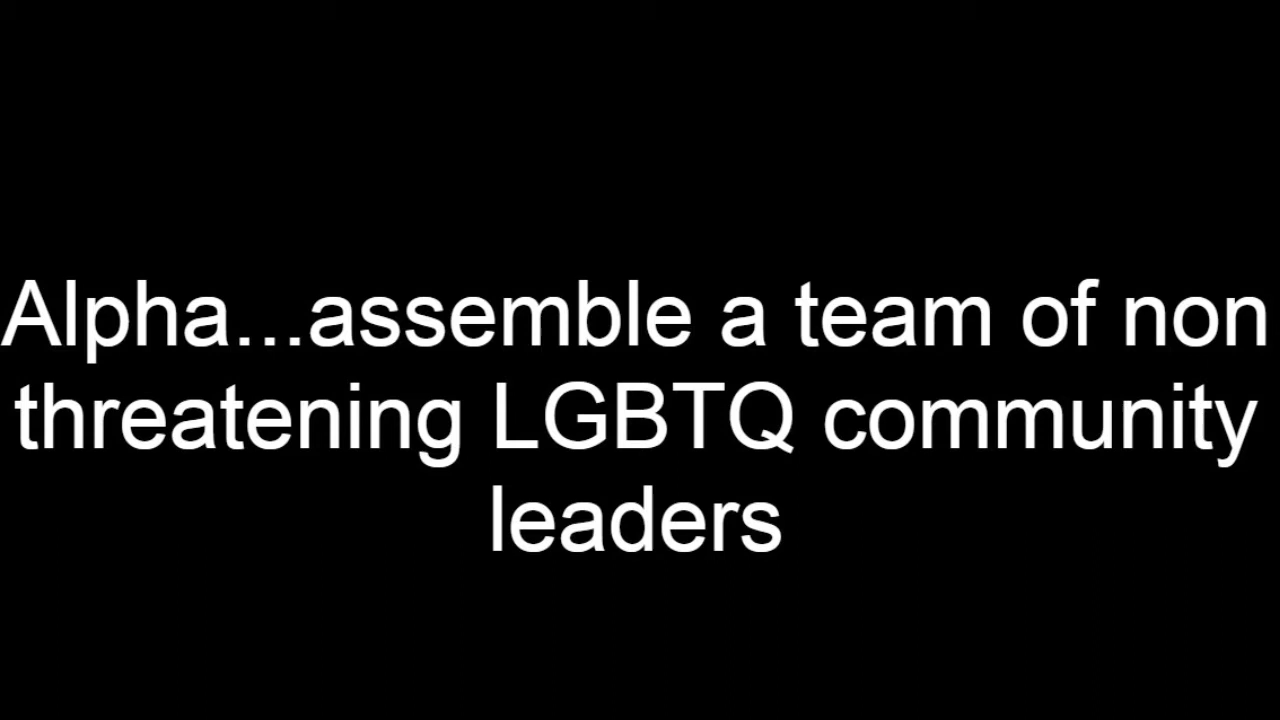 Alpha...assemble a team of non
threatening LGBTQ community
leaders